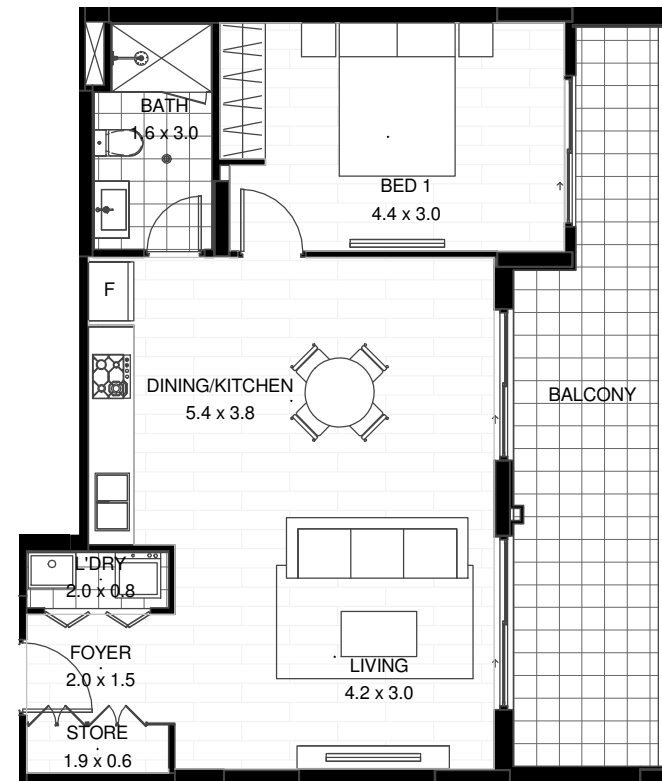 BATH
1.6 x 3.0
BED 1
4.4 x 3.0
F
DINING/KITCHEN
5.4 x 3.8
BALCONY
L'DRY
2.0 x 0.8
FOYER
2.0 x 1.5
LIVING
4.2 x 3.0
STORE
1.9 x 0.6